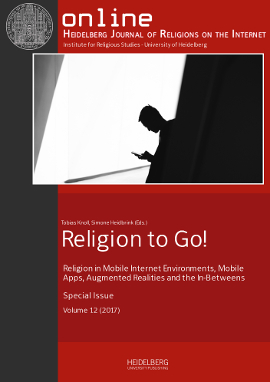 online
HEIDELBERG JOURNAL OF RELIGIONS ON THE INTERNET
Institute for Religious Studies - University of Heidelberg
Tobias Knoll, Simone Heidbrink (Eds.)
Religion to Go!
Religion in Mobile Internet Environments, Mobile
Apps, Augmented Realities and the In-Betweens
Special Issue
Volume 12 (2017)
HEIDELBERG
UNIVERSITY PUBLISHING